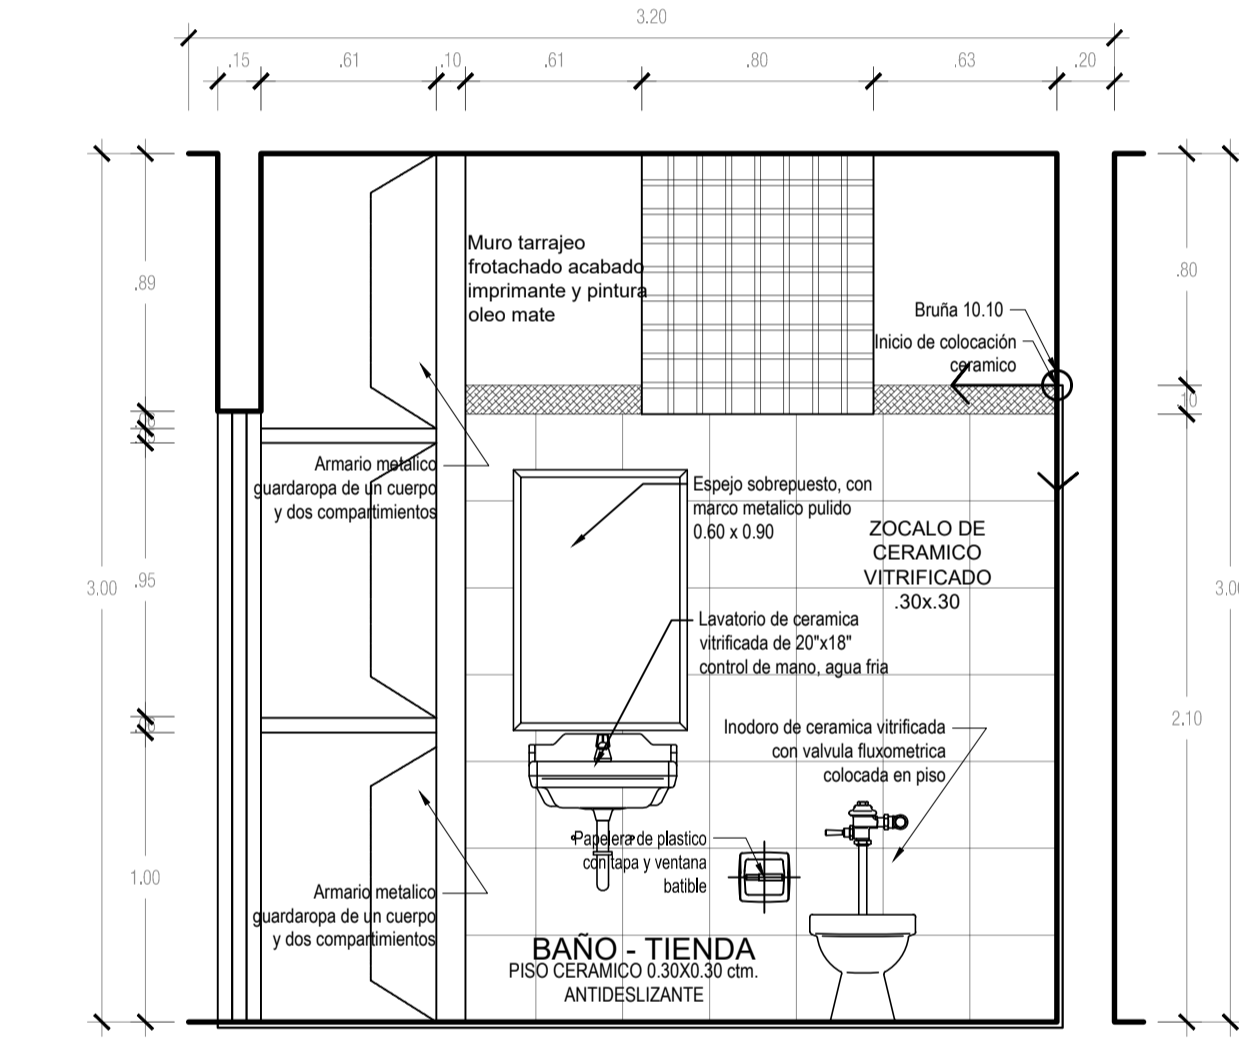 3.20
.15
.61
.10
.61
.80
.63
.20
.89
.95
1.00
3.00
Muro tarrajeo
frotachado acabado
imprimante y pintura
oleo mate
Bruña 10.10
Inicio de colocación
ceramico
.80
.10
2.10
Armario metalico
guardaropa de un cuerpo
y dos compartimientos
Espejo sobrepuesto, con
marco metalico pulido
0.60 x 0.90
ZOCALO DE
CERAMICO
VITRIFICADO
.30x.30
Lavatorio de ceramica
vitrificada de 20"x18"
control de mano, agua fria
Inodoro de ceramica vitrificada
con valvula fluxometrica
colocada en piso
Papelera de plastico
con tapa y ventana
batible
Armario metalico
guardaropa de un cuerpo
y dos compartimientos
BAÑO - TIENDA
PISO CERAMICO 0.30X0.30 ctm.
ANTIDESLIZANTE